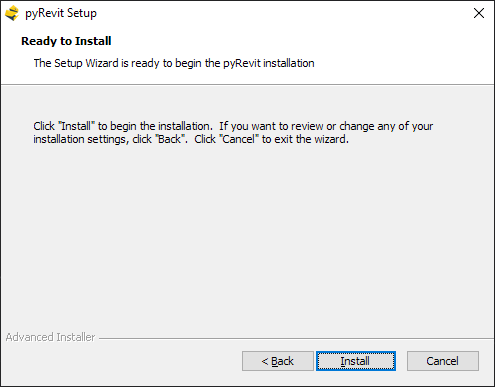 pyRevit Setup
Ready to Install
The Setup Wizard is ready to begin the pyRevit installation
Click "Install" to begin the installation.  If you want to review or change any of your
installation settings, click "Back".  Click "Cancel" to exit the wizard.
Advanced Installer
< Back
Install
Cancel